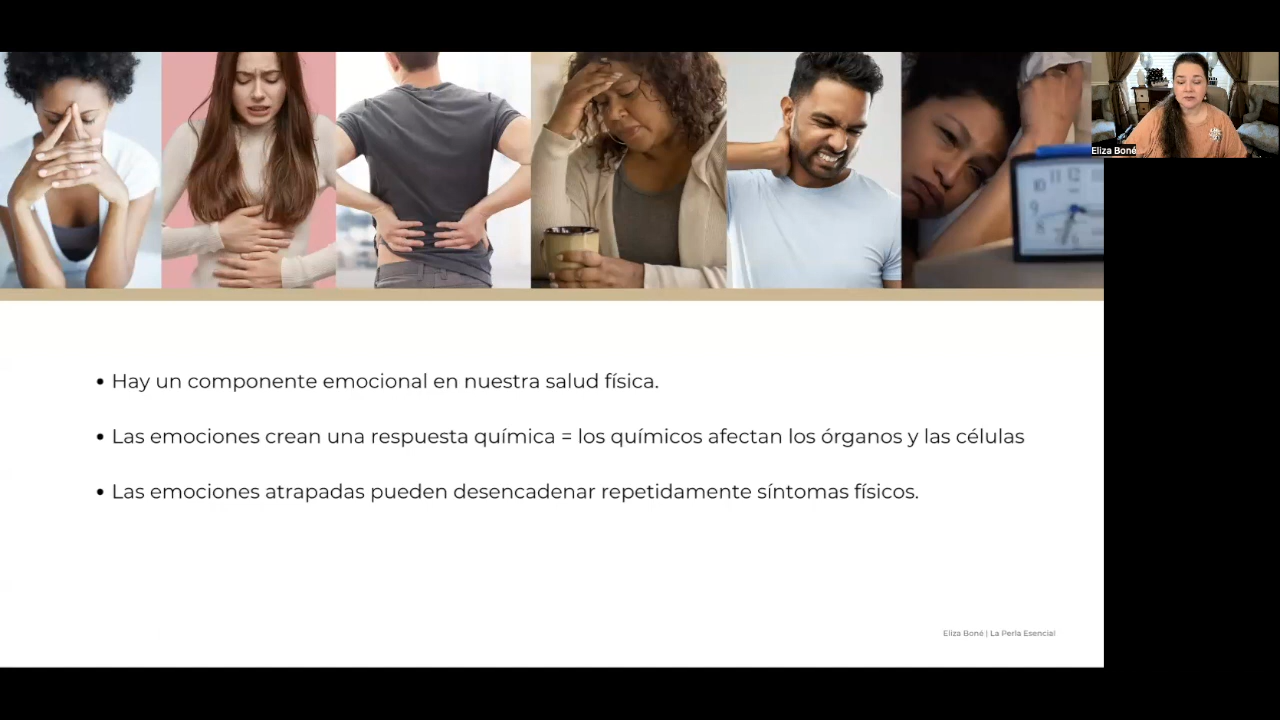 Eliza Boné
• Hay un componente emocional en nuestra salud física.
• Las emociones crean una respuesta química = los químicos afectan los órganos y las células
• Las emociones atrapadas pueden desencadenar repetidamente síntomas físicos.
Eliza Boné | La Perla Esencial